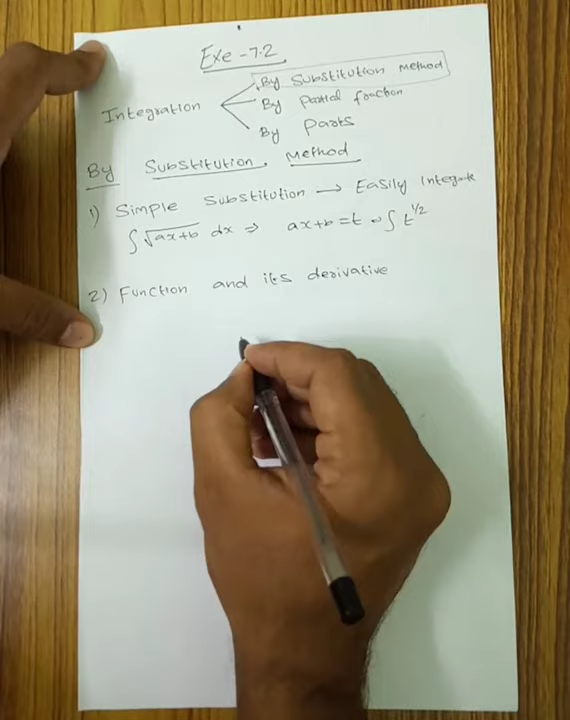 Exe - 7.2
By Substitution Method
Integration
By Partial fraction
By Parts
By Substitution Method
1) Simple Substitution → Easily Integrate
∫√ax+b dx ⇒ ax+b = t ⇒ ∫ t^1/2
2) Function and its derivative